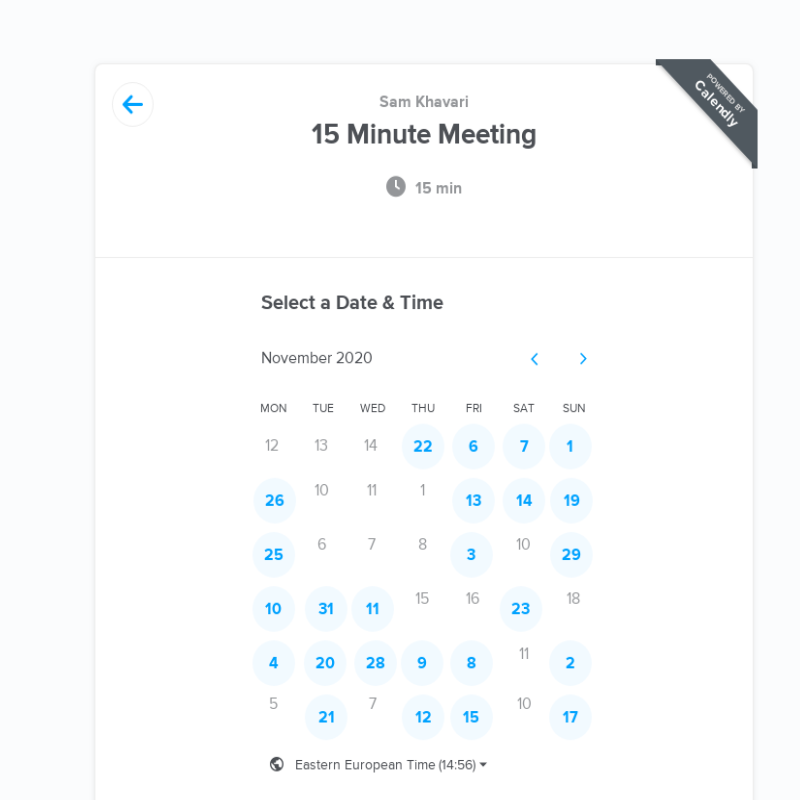 POWERED BY
Calendly
Sam Khavari
15 Minute Meeting
15 min
Select a Date & Time
November 2020
MON TUE WED THU FRI SAT SUN
12 13 14 22 6 7 1
26 10 11 1 13 14 19
25 6 7 8 3 10 29
10 31 11 15 16 23 18
4 20 28 9 8 11 2
5 21 7 12 15 10 17
Eastern European Time (14:56)